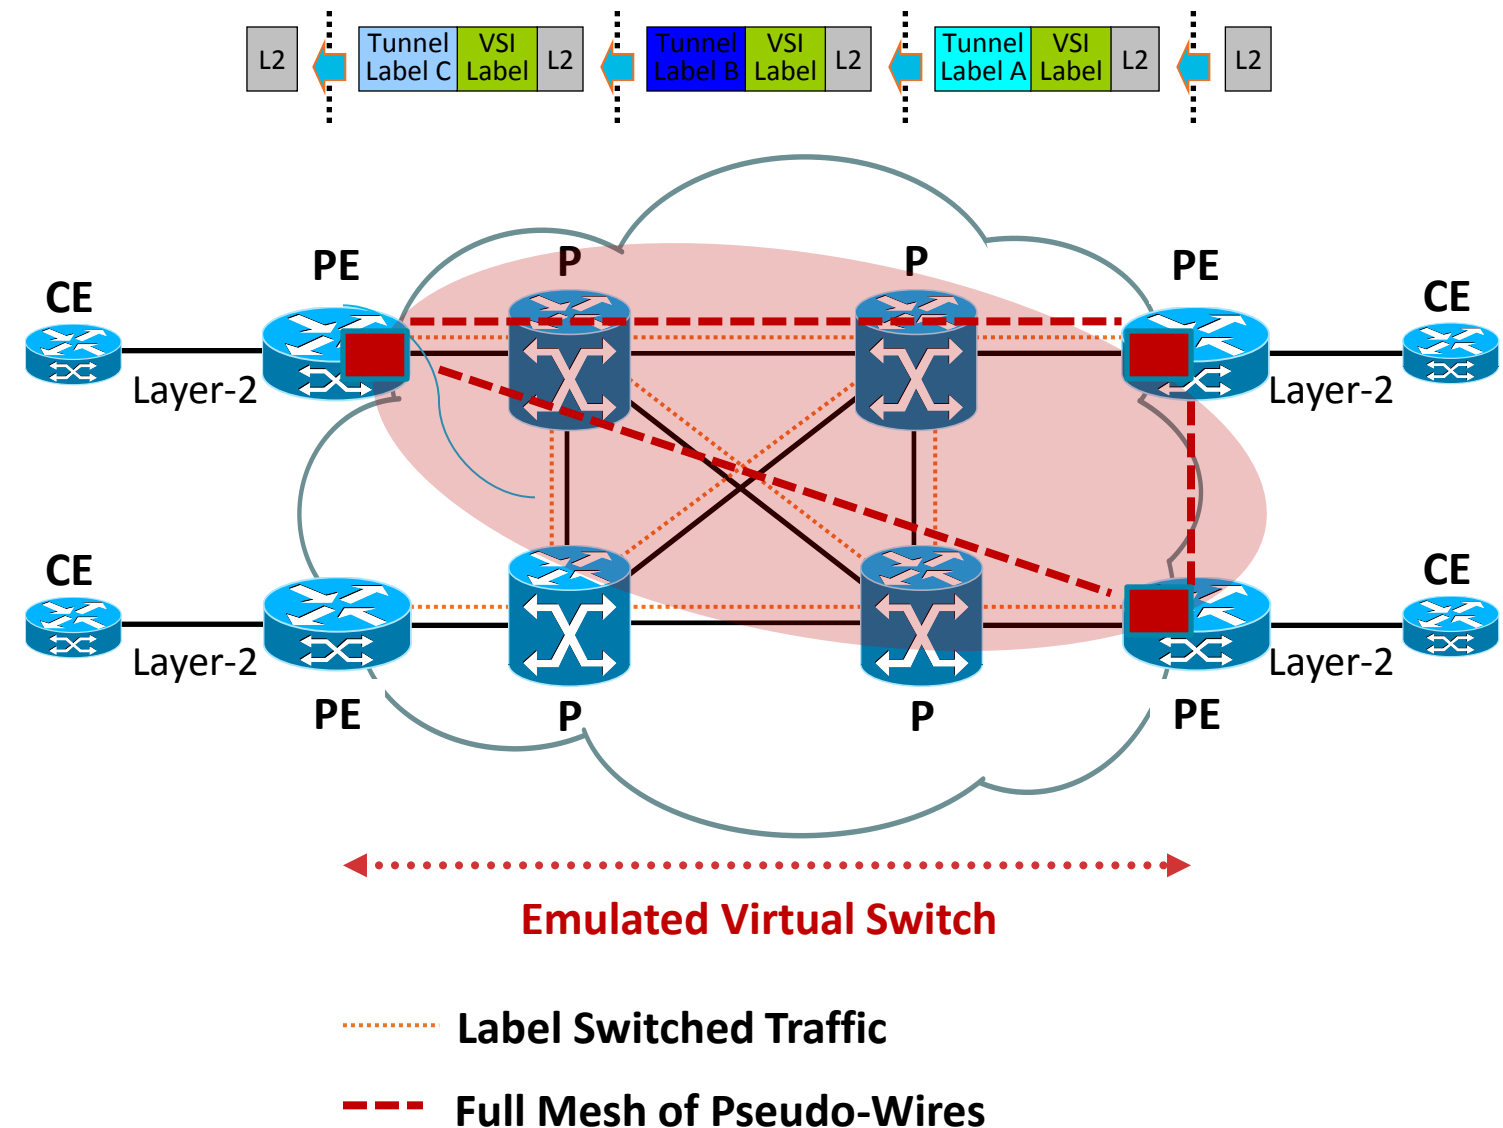 L2
Tunnel
Label C
VSI
Label
L2
Tunnel
Label B
VSI
Label
L2
Tunnel
Label A
VSI
Label
L2
L2
P
P
PE
PE
CE
CE
Layer-2
Layer-2
CE
CE
Layer-2
Layer-2
PE
P
P
PE
Emulated Virtual Switch
Label Switched Traffic
Full Mesh of Pseudo-Wires